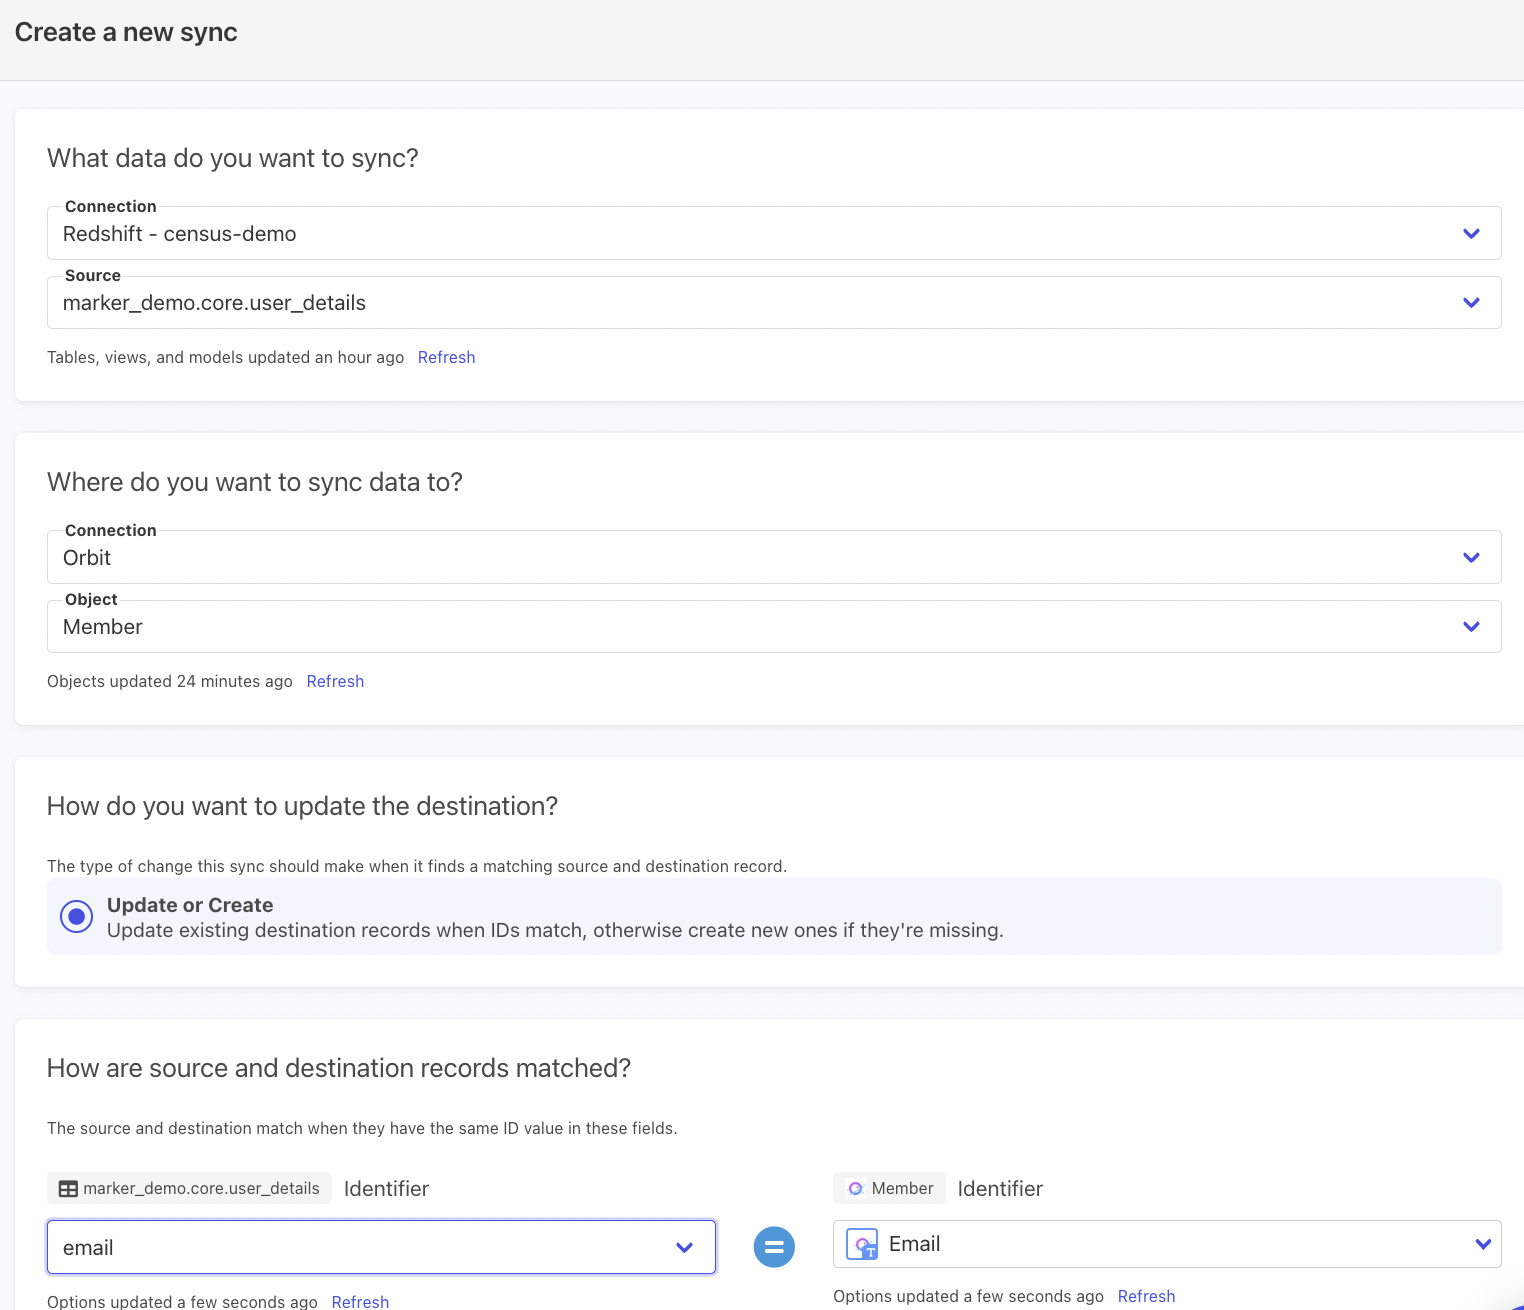 Create a new sync
What data do you want to sync?
Connection
Redshift - census-demo
Source
marker_demo.core.user_details
Tables, views, and models updated an hour ago Refresh
Where do you want to sync data to?
Connection
Orbit
Object
Member
Objects updated 24 minutes ago Refresh
How do you want to update the destination?
The type of change this sync should make when it finds a matching source and destination record.
Update or Create
Update existing destination records when IDs match, otherwise create new ones if they're missing.
How are source and destination records matched?
The source and destination match when they have the same ID value in these fields.
marker_demo.core.user_details Identifier
email
Options updated a few seconds ago Refresh
Member Identifier
T Email
Options updated a few seconds ago Refresh